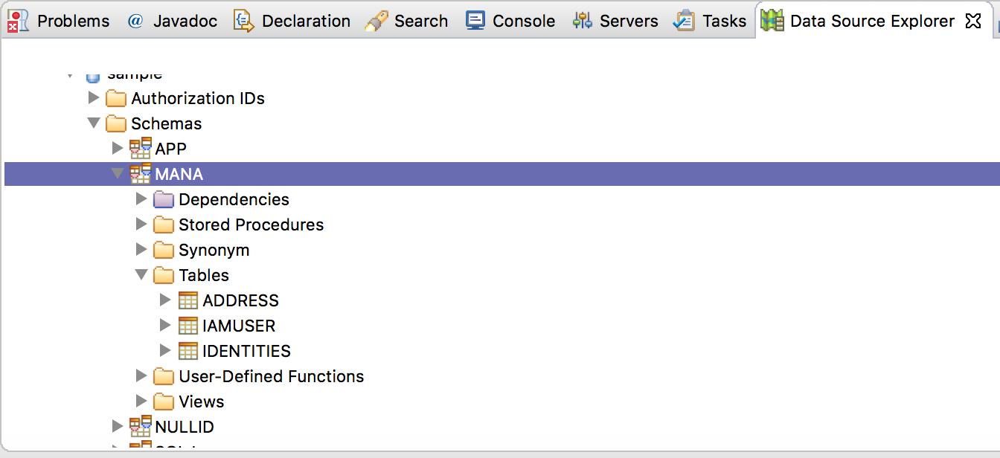 Problems @ Javadoc Declaration Search Console Servers Tasks Data Source Explorer
sample
Authorization IDs
Schemas
APP
MANA
Dependencies
Stored Procedures
Synonym
Tables
ADDRESS
IAMUSER
IDENTITIES
User-Defined Functions
Views
NULLID